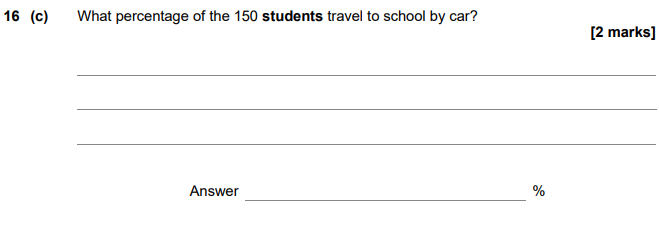 16 (c) What percentage of the 150 students travel to school by car?
[2 marks]
Answer %